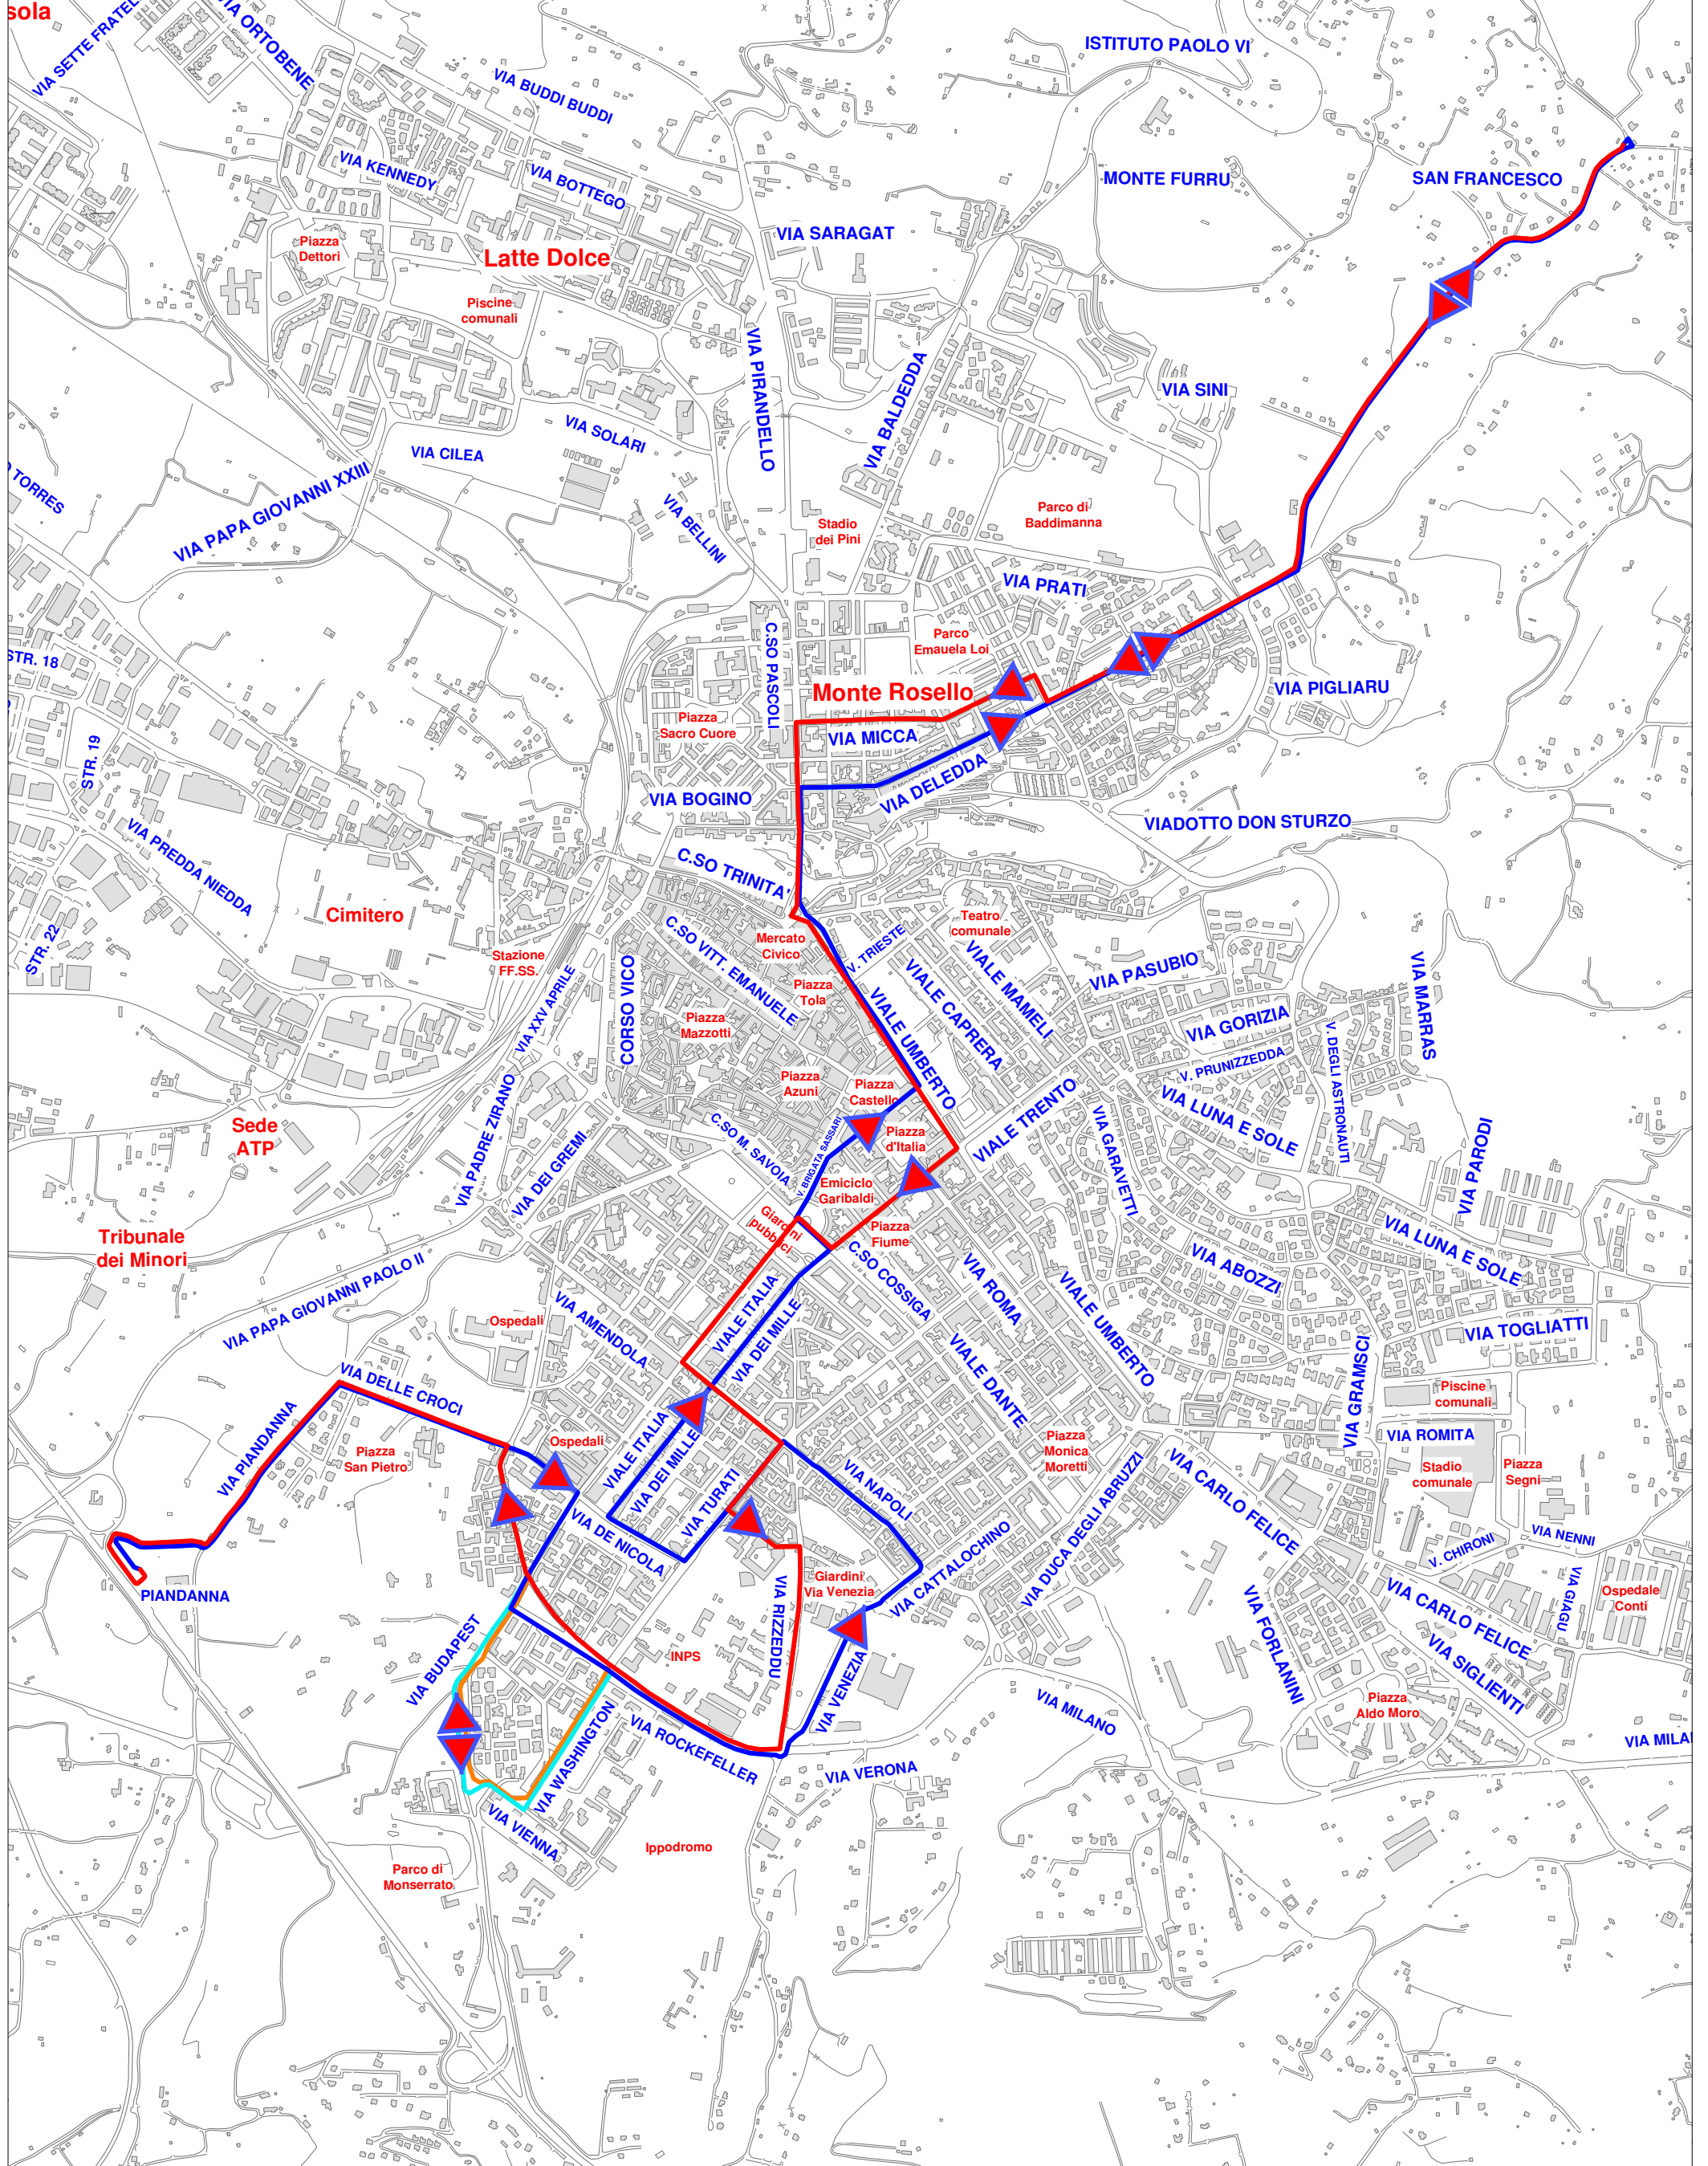 sola
VIA SETTE FRATEL
VIA ORTOBENE
VIA BUDDI BUDDI
ISTITUTO PAOLO VI
VIA KENNEDY
VIA BOTTEGO
MONTE FURRU
SAN FRANCESCO
Piazza
Dettori
Latte Dolce
VIA SARAGAT
Piscine
comunali
VIA PIRANDELLO
VIA BALDEDDA
VIA SINI
VIA SOLARI
VIA CILEA
TORRES
VIA PAPA GIOVANNI XXIII
VIA BELLINI
Stadio
dei Pini
Parco di
Baddimanna
VIA PRATI
C.SO PASCOLI
Parco
Emauela Loi
STR. 18
Monte Rosello
VIA PIGLIARU
Piazza
Sacro Cuore
VIA MICCA
STR. 19
VIA DELEDDA
VIA BOGINO
VIADOTTO DON STURZO
VIA PREDDA NIEDDA
C.SO TRINITA'
Cimitero
STR. 22
C.SO VITT. EMANUELE
Mercato
Civico
V. TRIESTE
Teatro
comunale
Stazione
FF.SS.
VIA XXV APRILE
CORSO VICO
Piazza
Tola
VIALE CAPRERA
VIALE MAMELI
VIA PASUBIO
VIA MARRAS
Piazza
Mazzotti
VIALE UMBERTO
VIA GORIZIA
V. PRUNIZZEDDA
V. DEGLI ASTRONAUTI
Piazza
Azuni
Piazza
Castello
VIA PADRE ZIRANO
Sede
ATP
VIA DEI GREMI
C.SO M. SAVOIA
V. BRIGATA SASSARI
Piazza
d'Italia
VIALE TRENTO
VIA GARAVETTI
VIA LUNA E SOLE
VIA PARODI
Emiciclo
Garibaldi
Giardini
pubblici
Piazza
Fiume
Tribunale
dei Minori
VIA PAPA GIOVANNI PAOLO II
C.SO COSSIGA
VIA ROMA
VIALE UMBERTO
VIA ABOZZI
VIA LUNA E SOLE
Ospedali
VIA AMENDOLA
VIALE ITALIA
VIA DEI MILLE
VIALE DANTE
VIA GRAMSCI
VIA TOGLIATTI
VIA DELLE CROCI
VIA PIANDANNA
Piazza
San Pietro
Ospedali
VIALE ITALIA
VIA DEI MILLE
VIA TURATI
VIA NAPOLI
Piazza
Monica
Moretti
Piscine
comunali
VIA ROMITA
Stadio
comunale
Piazza
Segni
VIA DE NICOLA
VIA CATTALOCHINO
VIA DUCA DEGLI ABRUZZI
VIA CARLO FELICE
V. CHIRONI
VIA NENNI
VIA GIAGU
Ospedale
Conti
PIANDANNA
Giardini
Via Venezia
VIA RIZZEDDU
VIA BUDAPEST
INPS
VIA VENEZIA
VIA FORLANINI
VIA CARLO FELICE
VIA SIGLIENTI
Piazza
Aldo Moro
VIA MILANO
VIA MILA
VIA WASHINGTON
VIA ROCKEFELLER
VIA VERONA
VIA VIENNA
Ippodromo
Parco di
Monserrato